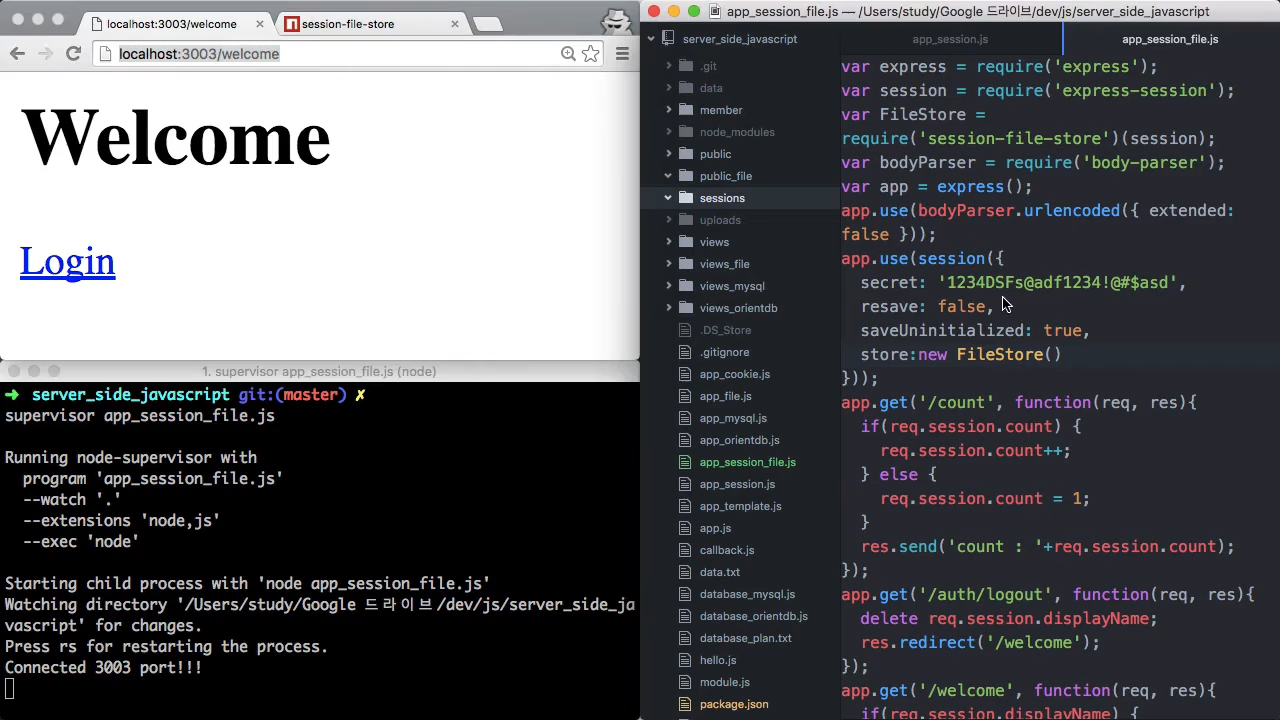 localhost:3003/welcome
session-file-store
localhost:3003/welcome
Welcome
Login
1. supervisor app_session_file.js (node)
➜ server_side_javascript git:(master) ✗
supervisor app_session_file.js
Running node-supervisor with
program 'app_session_file.js'
--watch '.'
--extensions 'node,js'
--exec 'node'
Starting child process with 'node app_session_file.js'
Watching directory '/Users/study/Google 드라이브/dev/js/server_side_ja
vascript' for changes.
Press rs for restarting the process.
Connected 3003 port!!!
app_session_file.js — /Users/study/Google 드라이브/dev/js/server_side_javascript
server_side_javascript
.git
data
member
node_modules
public
public_file
sessions
uploads
views
views_file
views_mysql
views_orientdb
.DS_Store
.gitignore
app_cookie.js
app_file.js
app_mysql.js
app_orientdb.js
app_session_file.js
app_session.js
app_template.js
app.js
callback.js
data.txt
database_mysql.js
database_orientdb.js
database_plan.txt
hello.js
module.js
package.json
app_session.js
app_session_file.js
var express = require('express');
var session = require('express-session');
var FileStore =
require('session-file-store')(session);
var bodyParser = require('body-parser');
var app = express();
app.use(bodyParser.urlencoded({ extended:
false }));
app.use(session({
secret: '1234DSFs@adf1234!@#$asd',
resave: false,
saveUninitialized: true,
store:new FileStore()
}));
app.get('/count', function(req, res){
if(req.session.count) {
req.session.count++;
} else {
req.session.count = 1;
}
res.send('count : '+req.session.count);
});
app.get('/auth/logout', function(req, res){
delete req.session.displayName;
res.redirect('/welcome');
});
app.get('/welcome', function(req, res){
if(req.session.displayName) {